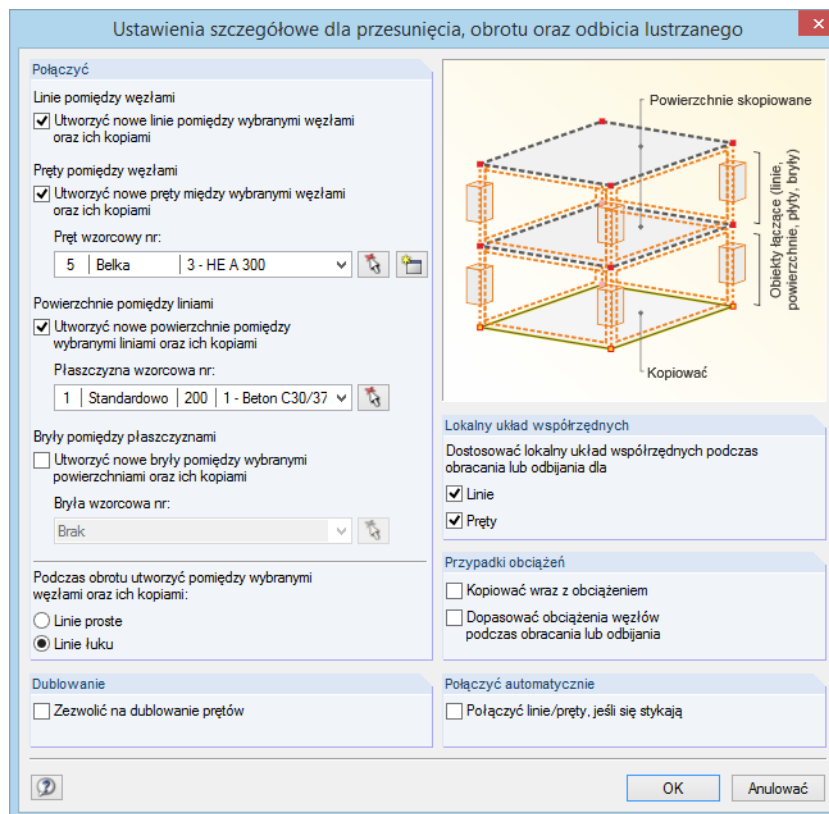 Ustawienia szczegółowe dla przesunięcia, obrotu oraz odbicia lustrzanego
Połączyć
Linie pomiędzy węzłami
Utworzyć nowe linie pomiędzy wybranymi węzłami
oraz ich kopiami
Pręty pomiędzy węzłami
Utworzyć nowe pręty między wybranymi węzłami
oraz ich kopiami
Pręt wzorcowy nr:
5 | Belka | 3 - HE A 300
Powierzchnie pomiędzy liniami
Utworzyć nowe powierzchnie pomiędzy
wybranymi liniami oraz ich kopiami
Płaszczyzna wzorcowa nr:
1 | Standardowo | 200 | 1 - Beton C30/37
Bryły pomiędzy płaszczyznami
Utworzyć nowe bryły pomiędzy wybranymi
powierzchniami oraz ich kopiami
Bryła wzorcowa nr:
Brak
Podczas obrotu utworzyć pomiędzy wybranymi
węzłami oraz ich kopiami:
Linie proste
Linie łuku
Dublowanie
Zezwolić na dublowanie prętów
Powierzchnie skopiowane
Obiekty łączące (linie,
powierzchnie, płyty, bryły)
Kopiować
Lokalny układ współrzędnych
Dostosować lokalny układ współrzędnych podczas
obracania lub odbijania dla
Linie
Pręty
Przypadki obciążeń
Kopiować wraz z obciążeniem
Dopasować obciążenia węzłów
podczas obracania lub odbijania
Połączyć automatycznie
Połączyć linie/pręty, jeśli się stykają
OK
Anulować